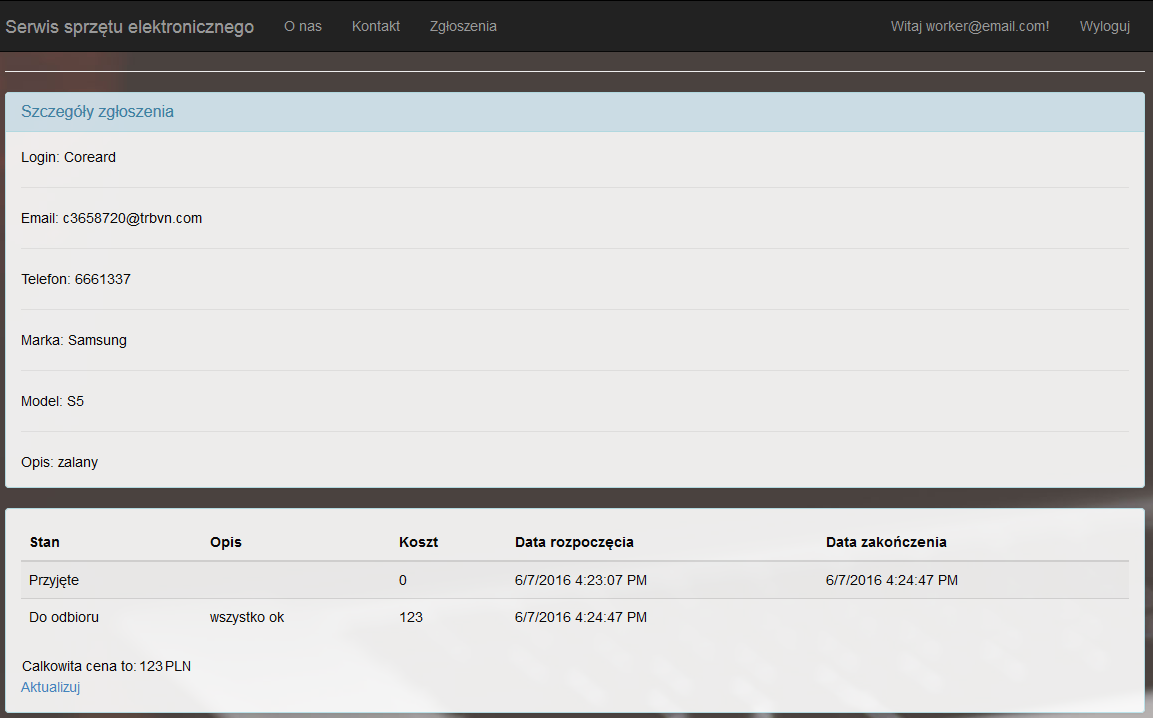 Serwis sprzętu elektronicznego O nas Kontakt Zgłoszenia Witaj worker@email.com! Wyloguj
Szczegóły zgłoszenia
Login: Coreard
Email: c3658720@trbvn.com
Telefon: 6661337
Marka: Samsung
Model: S5
Opis: zalany
Stan Opis Koszt Data rozpoczęcia Data zakończenia
Przyjęte 0 6/7/2016 4:23:07 PM 6/7/2016 4:24:47 PM
Do odbioru wszystko ok 123 6/7/2016 4:24:47 PM
Calkowita cena to: 123 PLN
Aktualizuj